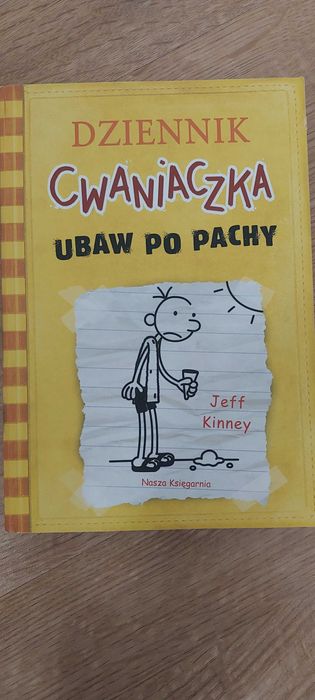 DZIENNIK
CWANIACZKA
UBAW PO PACHY
Jeff
Kinney
Nasza Księgarnia